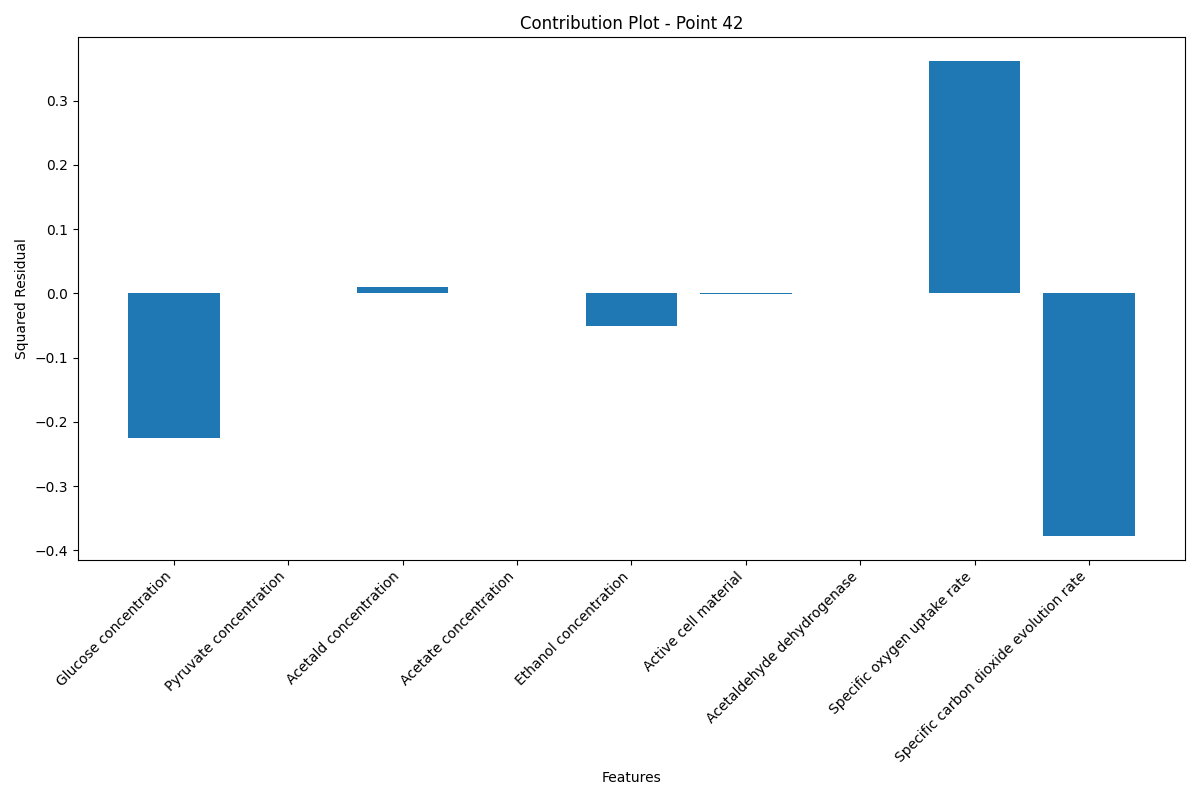 Contribution Plot - Point 42
Squared Residual
0.3
0.2
0.1
0.0
−0.1
−0.2
−0.3
−0.4
Glucose concentration
Pyruvate concentration
Acetald concentration
Acetate concentration
Ethanol concentration
Active cell material
Acetaldehyde dehydrogenase
Specific oxygen uptake rate
Specific carbon dioxide evolution rate
Features